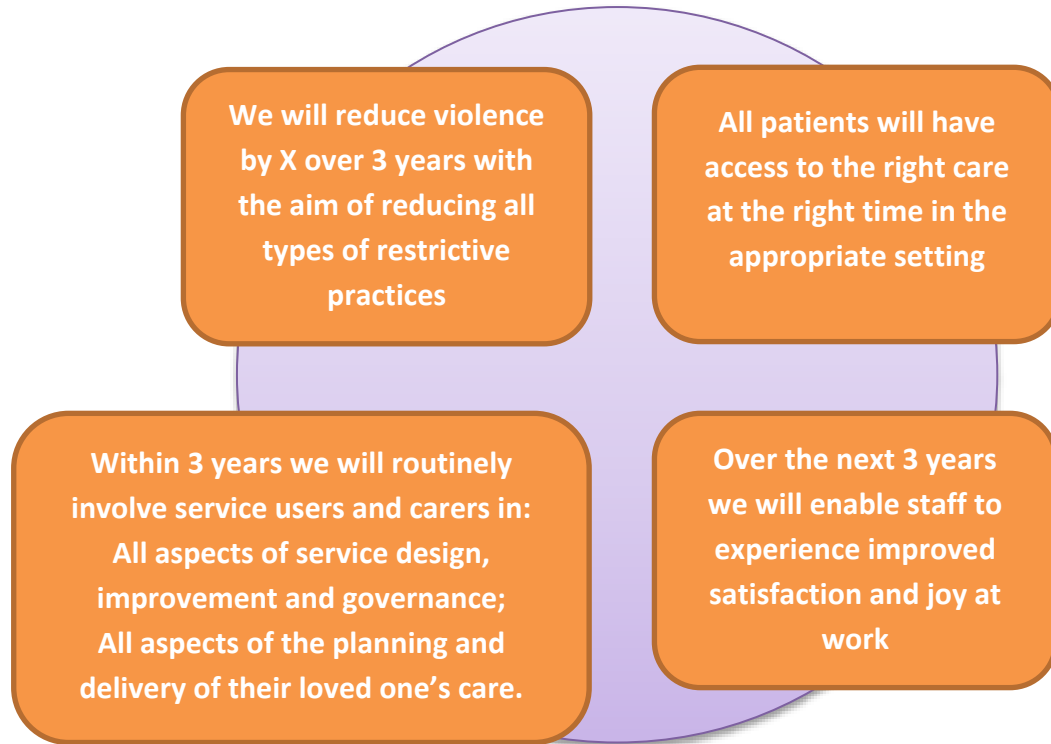 We will reduce violence
by X over 3 years with
the aim of reducing all
types of restrictive
practices
All patients will have
access to the right care
at the right time in the
appropriate setting
Within 3 years we will routinely
involve service users and carers in:
All aspects of service design,
improvement and governance;
All aspects of the planning and
delivery of their loved one’s care.
Over the next 3 years
we will enable staff to
experience improved
satisfaction and joy at
work